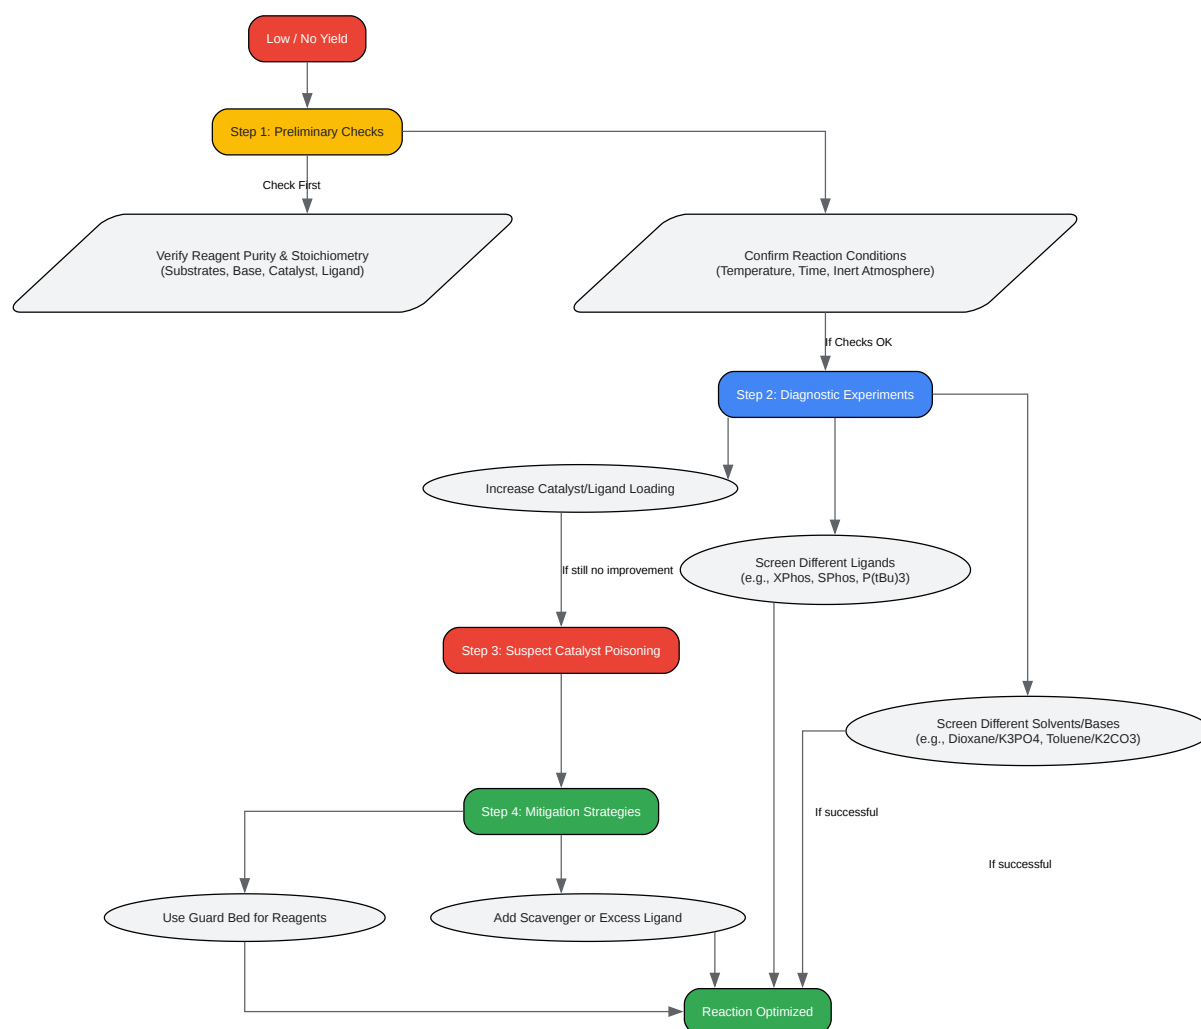 Low / No Yield
Step 1: Preliminary Checks
Check First
Verify Reagent Purity & Stoichiometry
(Substrates, Base, Catalyst, Ligand)
Confirm Reaction Conditions
(Temperature, Time, Inert Atmosphere)
If Checks OK
Step 2: Diagnostic Experiments
Increase Catalyst/Ligand Loading
Screen Different Ligands
(e.g., XPhos, SPhos, P(tBu)3)
If still no improvement
Step 3: Suspect Catalyst Poisoning
Screen Different Solvents/Bases
(e.g., Dioxane/K3PO4, Toluene/K2CO3)
Step 4: Mitigation Strategies
If successful
If successful
Use Guard Bed for Reagents
Add Scavenger or Excess Ligand
Reaction Optimized